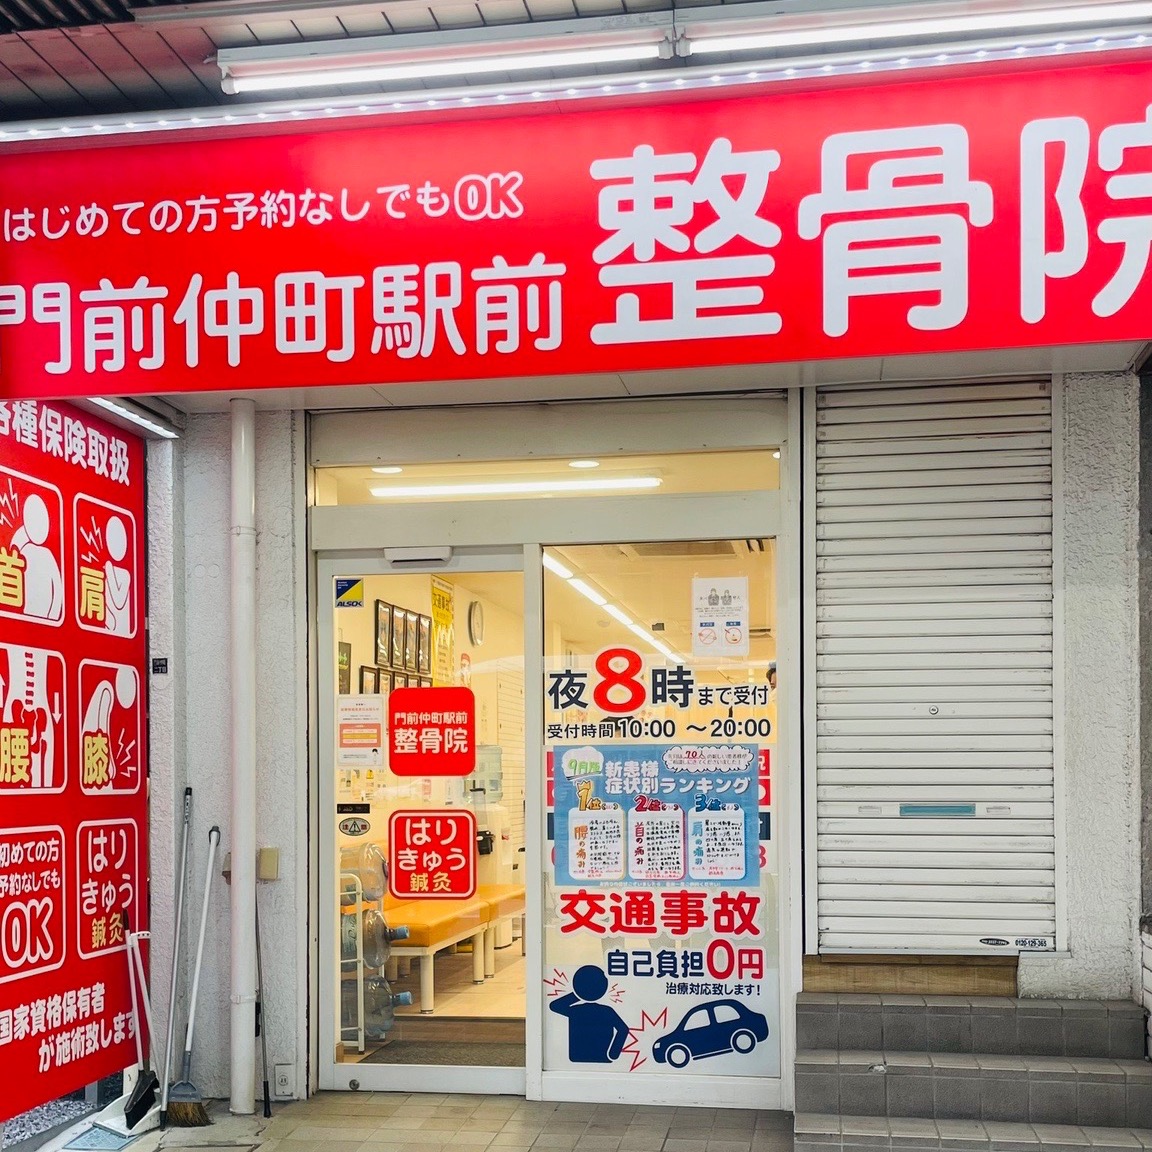 はじめての方予約なしでもOK
門前仲町駅前
整骨院
各種保険取扱
首
肩
腰
膝
初めての方
予約なしでも
OK
はり
きゅう
鍼灸
国家資格保有者
が施術致します
ALSOK
門前仲町駅前
整骨院
はり
きゅう
鍼灸
夜8時まで受付
受付時間 10:00 ～20:00
9月度
新患様
症状別ランキング
1位
2位
3位
腰の痛み
首の痛み
肩の痛み
交通事故
自己負担0円
治療対応致します!
0120-129-365